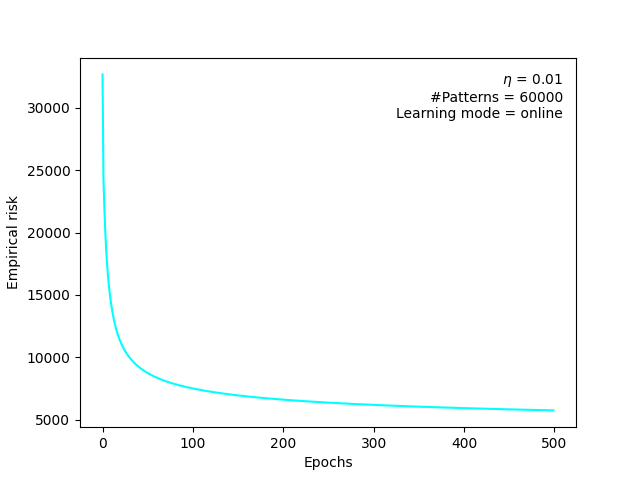 η = 0.01
#Patterns = 60000
Learning mode = online
30000
25000
20000
15000
10000
5000
Empirical risk
0 100 200 300 400 500
Epochs